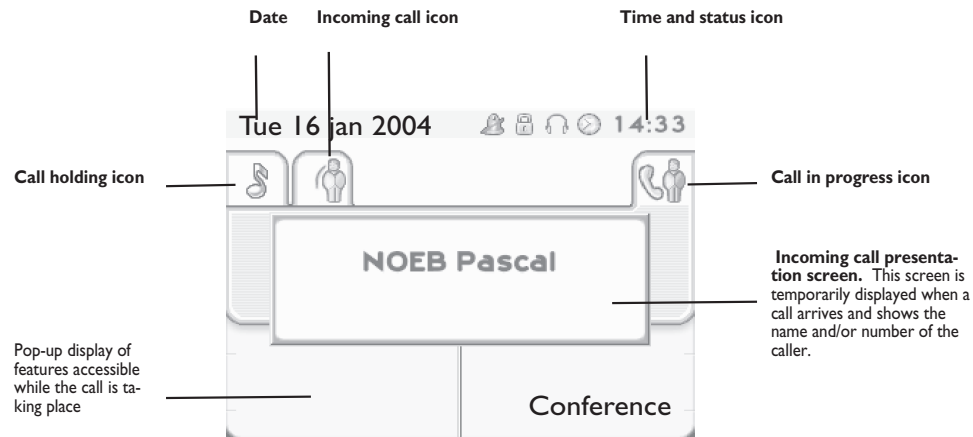 Date
Incoming call icon
Time and status icon
Tue 16 jan 2004
14:33
Call holding icon
Call in progress icon
NOEB Pascal
Incoming call presenta-
tion screen. This screen is
temporarily displayed when a
call arrives and shows the
name and/or number of the
caller.
Pop-up display of
features accessible
while the call is ta-
king place
Conference